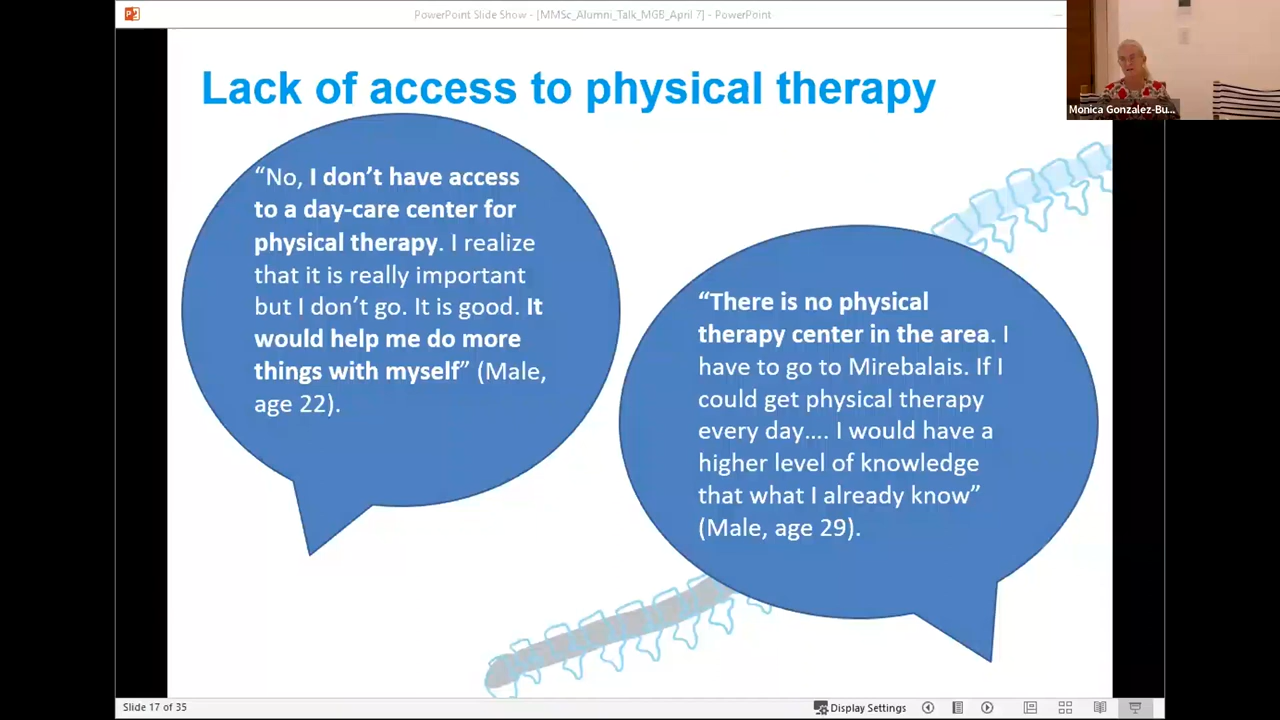 PowerPoint Slide Show - [MMSc_Alumni_Talk_MGB_April 7] - PowerPoint
Monica Gonzalez-Bu...
Lack of access to physical therapy
“No, I don’t have access
to a day-care center for
physical therapy. I realize
that it is really important
but I don’t go. It is good. It
would help me do more
things with myself” (Male,
age 22).
“There is no physical
therapy center in the area. I
have to go to Mirebalais. If I
could get physical therapy
every day…. I would have a
higher level of knowledge
that what I already know”
(Male, age 29).
Slide 17 of 35
Display Settings